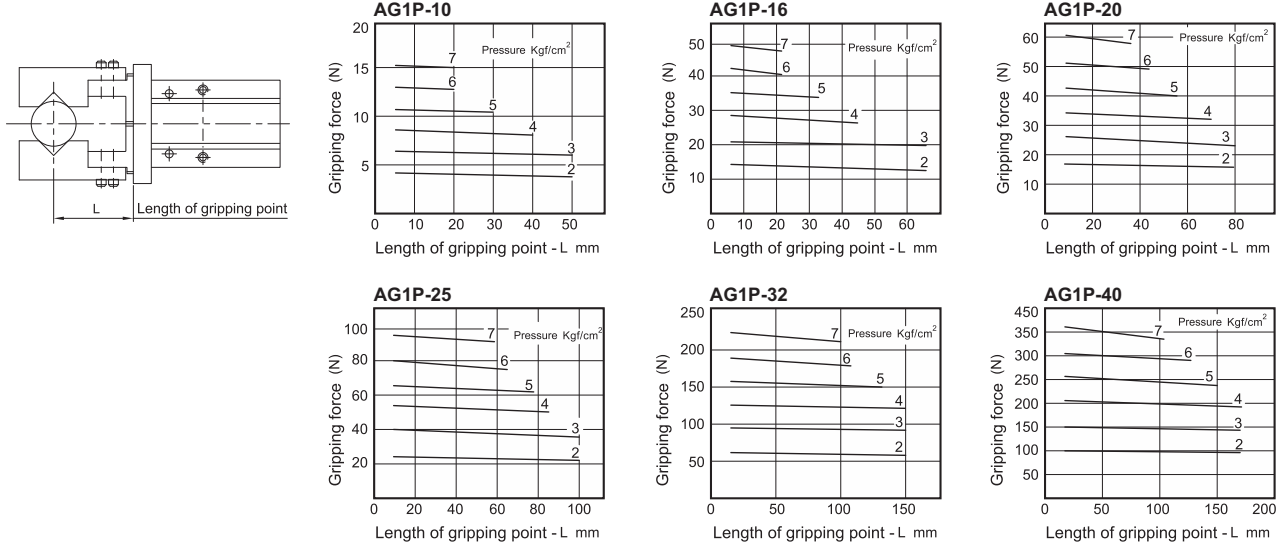 L
Length of gripping point
AG1P-10
Gripping force (N)
20
15
10
5
Pressure Kgf/cm²
7
6
5
4
3
2
0 10 20 30 40 50
Length of gripping point - L mm
AG1P-16
Gripping force (N)
50
40
30
20
10
Pressure Kgf/cm²
7
6
5
4
3
2
0 10 20 30 40 50 60
Length of gripping point - L mm
AG1P-20
Gripping force (N)
60
50
40
30
20
10
Pressure Kgf/cm²
7
6
5
4
3
2
0 20 40 60 80
Length of gripping point - L mm
AG1P-25
Gripping force (N)
100
80
60
40
20
Pressure Kgf/cm²
7
6
5
4
3
2
0 20 40 60 80 100
Length of gripping point - L mm
AG1P-32
Gripping force (N)
250
200
150
100
50
Pressure Kgf/cm²
7
6
5
4
3
2
0 50 100 150
Length of gripping point - L mm
AG1P-40
Gripping force (N)
450
350
300
250
200
150
100
50
Pressure Kgf/cm²
7
6
5
4
3
2
0 50 100 150 200
Length of gripping point - L mm